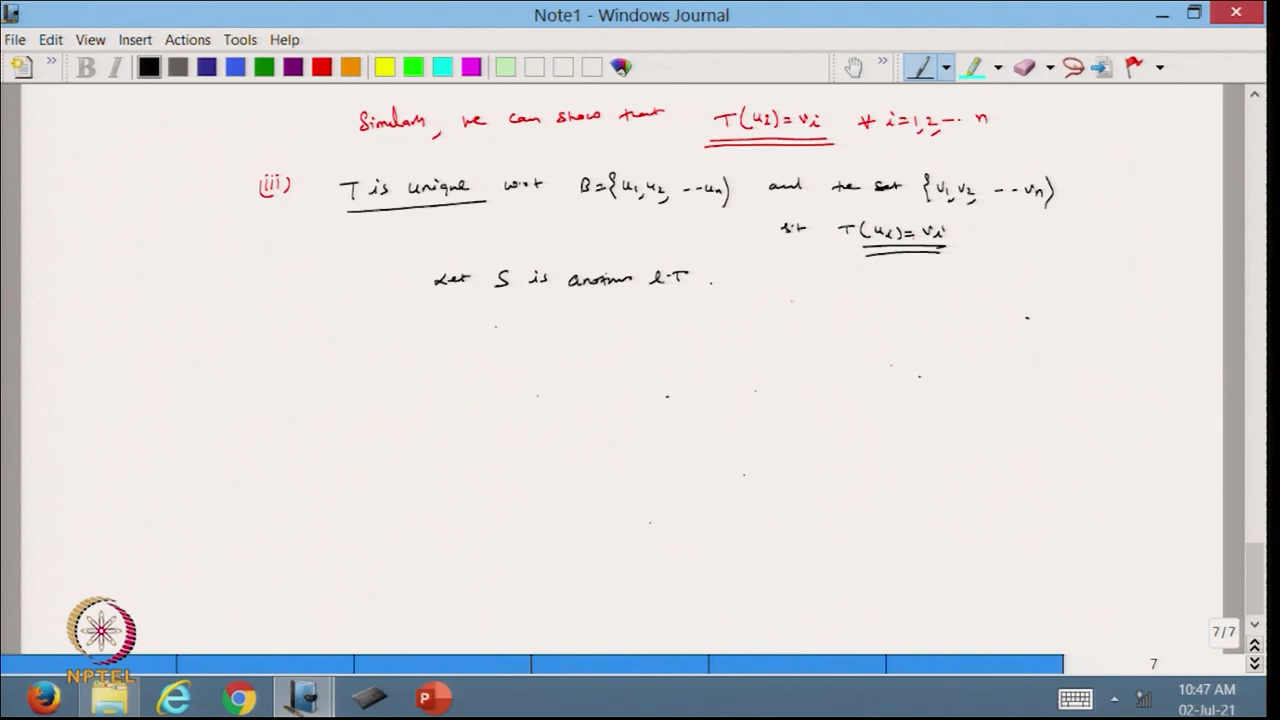 Note1 - Windows Journal
File Edit View Insert Actions Tools Help
Similarly, we can show that T(ui)=vi ∀ i=1,2,--- n
(iii) T is unique w.r.t B={u1,u2, ---un} and the set {v1,v2, ---vn}
s.t T(ui)=vi
Let S is another L.T.
7/7
7
NPTEL
10:47 AM
02-Jul-21